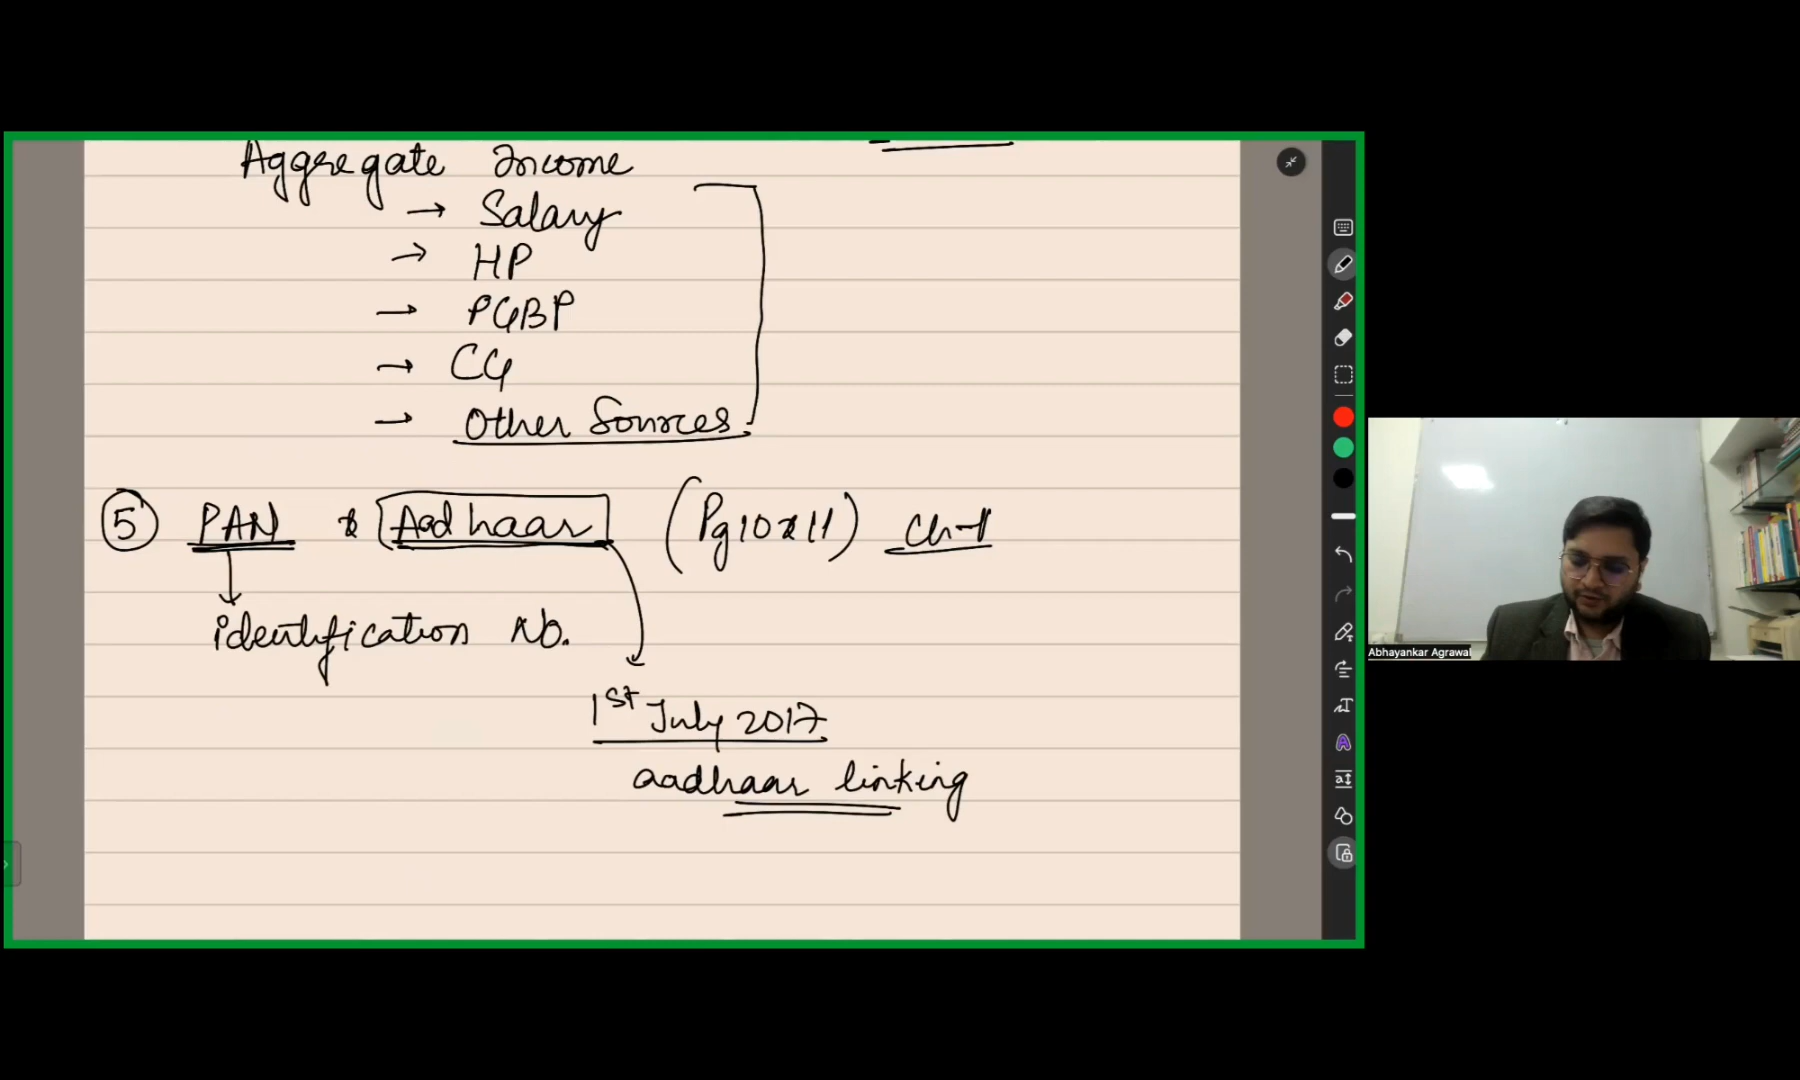 Aggregate Income
→ Salary
→ HP
→ PGBP
→ CG
→ Other Sources
⑤ PAN & Aadhaar (Pg 10 & 11) Ch-1
identification No.
1st July 2017
aadhaar linking
Abhayankar Agrawal